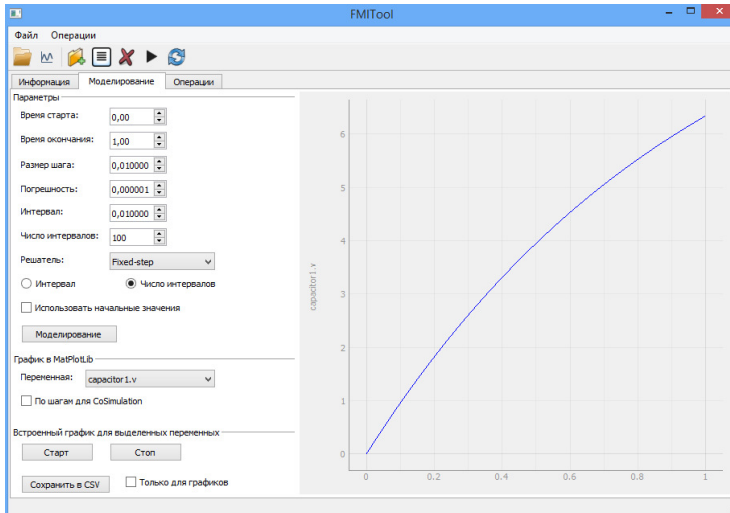 FMITool
Файл Операции
Информация Моделирование Операции
Параметры
Время старта: 0,00
Время окончания: 1,00
Размер шага: 0,010000
Погрешность: 0,000001
Интервал: 0,010000
Число интервалов: 100
Решатель: Fixed-step
Интервал Число интервалов
Использовать начальные значения
Моделирование
График в MatPlotLib
Переменная: capacitor1.v
По шагам для CoSimulation
Встроенный график для выделенных переменных
Старт Стоп
Сохранить в CSV Только для графиков
capacitor1.v
6
5
4
3
2
1
0
0 0.2 0.4 0.6 0.8 1